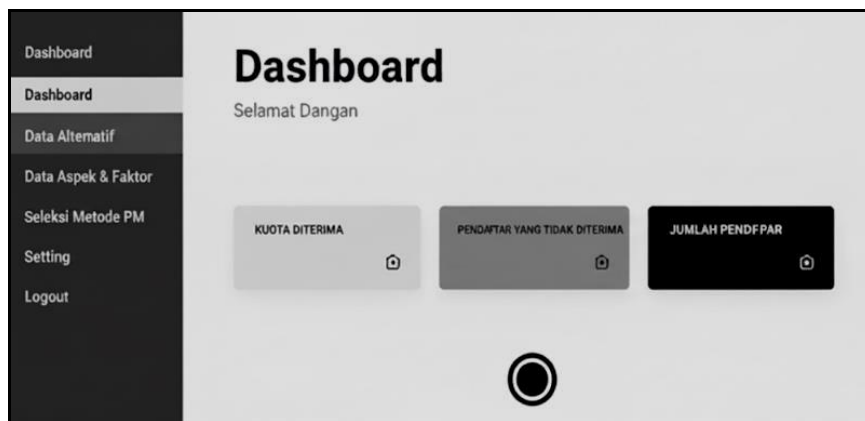 Dashboard
Dashboard
Data Alternatif
Data Aspek & Faktor
Seleksi Metode PM
Setting
Logout
Dashboard
Selamat Dangan
KUOTA DITERIMA
PENDAFTAR YANG TIDAK DITERIMA
JUMLAH PENDFPAR